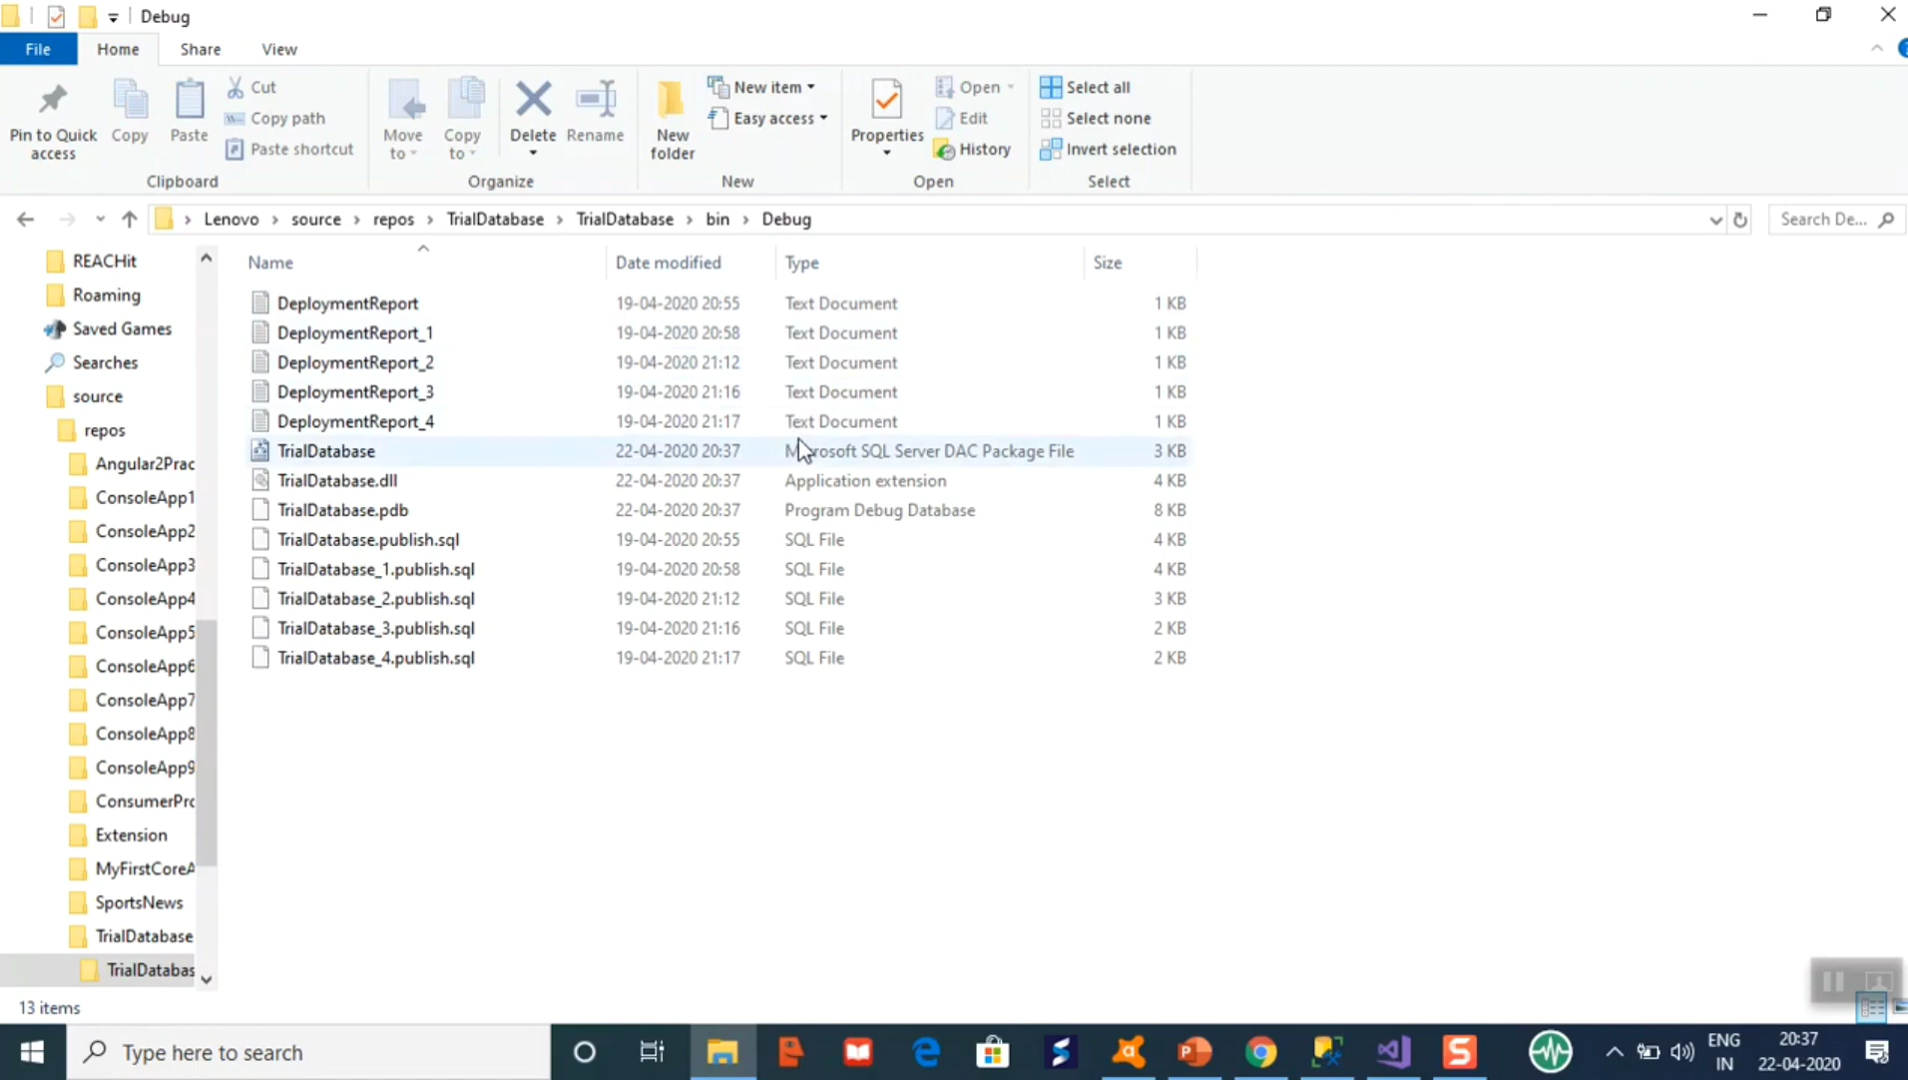 Debug
File Home Share View
Pin to Quick access
Copy
Paste
Cut
Copy path
Paste shortcut
Clipboard
Move to
Copy to
Delete
Rename
Organize
New folder
New item
Easy access
New
Properties
Open
Edit
History
Open
Select all
Select none
Invert selection
Select
Lenovo > source > repos > TrialDatabase > TrialDatabase > bin > Debug
Search De...
REACHit
Roaming
Saved Games
Searches
source
repos
Angular2Prac
ConsoleApp1
ConsoleApp2
ConsoleApp3
ConsoleApp4
ConsoleApp5
ConsoleApp6
ConsoleApp7
ConsoleApp8
ConsoleApp9
ConsumerPro
Extension
MyFirstCoreA
SportsNews
TrialDatabase
TrialDatabas
Name Date modified Type Size
DeploymentReport 19-04-2020 20:55 Text Document 1 KB
DeploymentReport_1 19-04-2020 20:58 Text Document 1 KB
DeploymentReport_2 19-04-2020 21:12 Text Document 1 KB
DeploymentReport_3 19-04-2020 21:16 Text Document 1 KB
DeploymentReport_4 19-04-2020 21:17 Text Document 1 KB
TrialDatabase 22-04-2020 20:37 Microsoft SQL Server DAC Package File 3 KB
TrialDatabase.dll 22-04-2020 20:37 Application extension 4 KB
TrialDatabase.pdb 22-04-2020 20:37 Program Debug Database 8 KB
TrialDatabase.publish.sql 19-04-2020 20:55 SQL File 4 KB
TrialDatabase_1.publish.sql 19-04-2020 20:58 SQL File 4 KB
TrialDatabase_2.publish.sql 19-04-2020 21:12 SQL File 3 KB
TrialDatabase_3.publish.sql 19-04-2020 21:16 SQL File 2 KB
TrialDatabase_4.publish.sql 19-04-2020 21:17 SQL File 2 KB
13 items
Type here to search
ENG
IN
20:37
22-04-2020